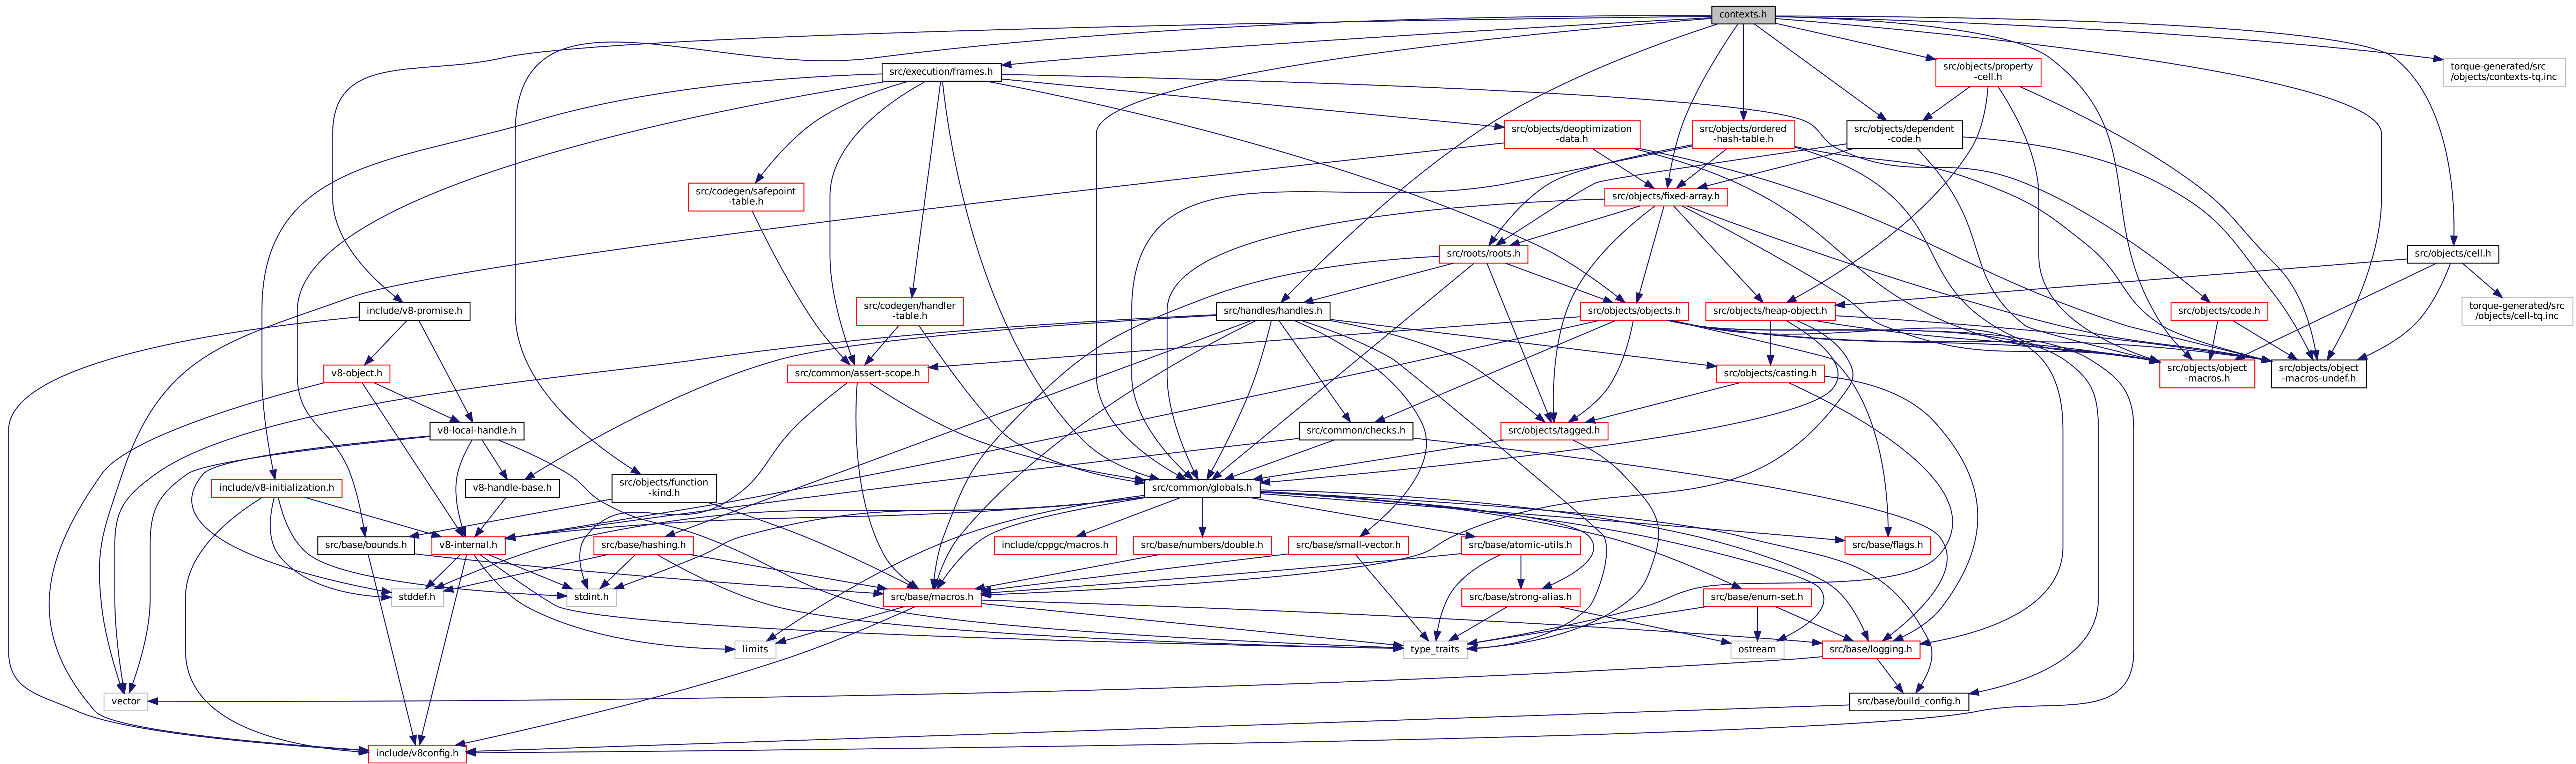 contexts.h
src/execution/frames.h
src/objects/property
-cell.h
torque-generated/src
/objects/contexts-tq.inc
src/objects/deoptimization
-data.h
src/objects/ordered
-hash-table.h
src/objects/dependent
-code.h
src/codegen/safepoint
-table.h
src/objects/fixed-array.h
src/roots/roots.h
src/objects/cell.h
include/v8-promise.h
src/codegen/handler
-table.h
src/handles/handles.h
src/objects/objects.h
src/objects/heap-object.h
src/objects/code.h
torque-generated/src
/objects/cell-tq.inc
v8-object.h
src/common/assert-scope.h
src/objects/casting.h
src/objects/object
-macros.h
src/objects/object
-macros-undef.h
v8-local-handle.h
src/common/checks.h
src/objects/tagged.h
include/v8-initialization.h
v8-handle-base.h
src/objects/function
-kind.h
src/common/globals.h
src/base/bounds.h
v8-internal.h
src/base/hashing.h
include/cppgc/macros.h
src/base/numbers/double.h
src/base/small-vector.h
src/base/atomic-utils.h
src/base/flags.h
stddef.h
stdint.h
src/base/macros.h
src/base/strong-alias.h
src/base/enum-set.h
limits
type_traits
ostream
src/base/logging.h
vector
src/base/build_config.h
include/v8config.h